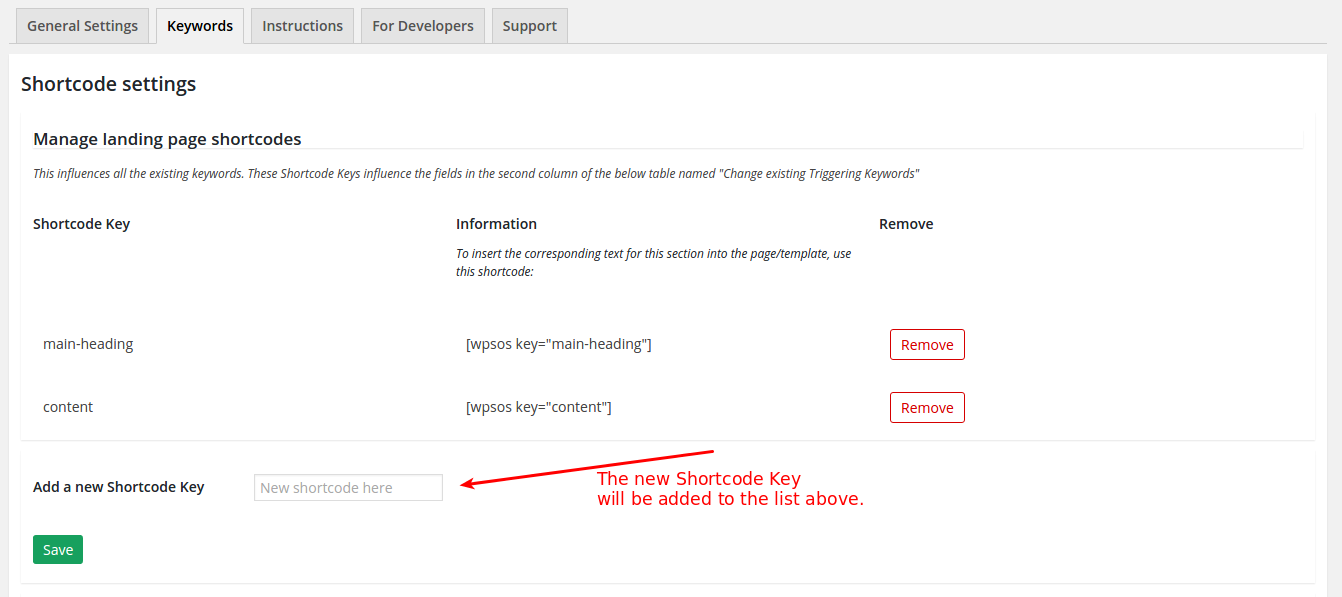 General Settings
Keywords
Instructions
For Developers
Support
Shortcode settings
Manage landing page shortcodes
This influences all the existing keywords. These Shortcode Keys influence the fields in the second column of the below table named "Change existing Triggering Keywords"
Shortcode Key
Information
Remove
To insert the corresponding text for this section into the page/template, use
this shortcode:
main-heading
[wpsos key="main-heading"]
Remove
content
[wpsos key="content"]
Remove
Add a new Shortcode Key
New shortcode here
The new Shortcode Key
will be added to the list above.
Save